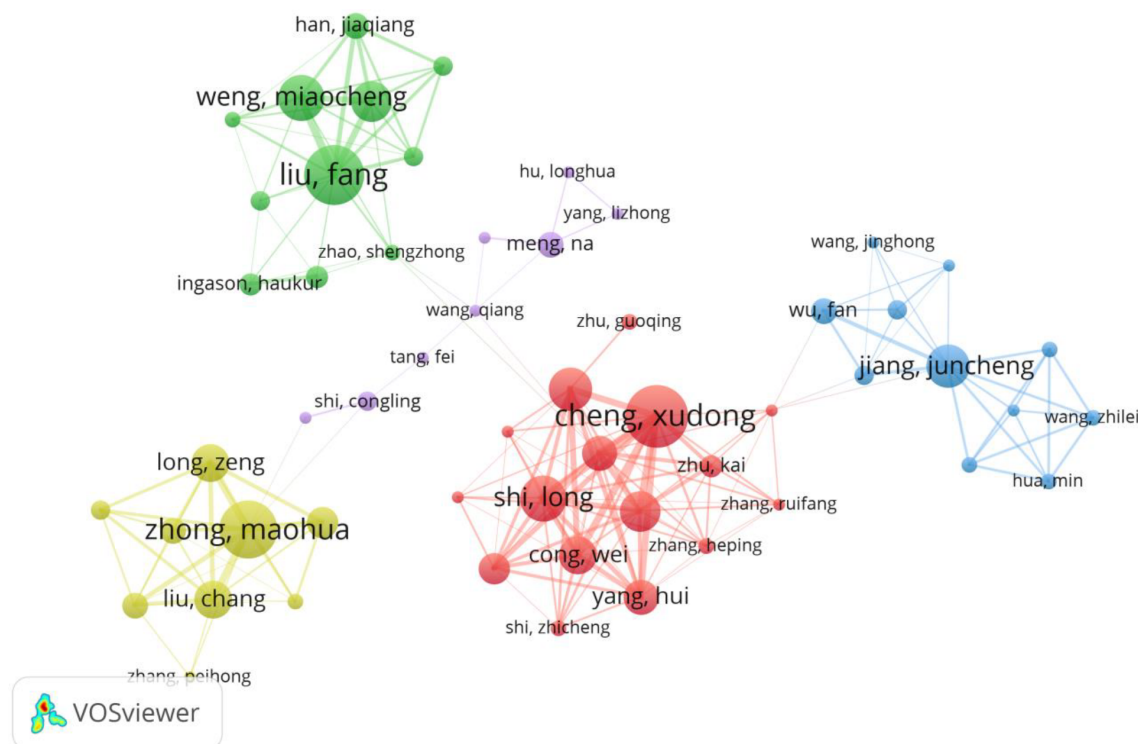 han, jiaqiang
weng, miaocheng
liu, fang
hu, longhua
yang, lizhong
zhao, shengzhong
meng, na
wang, jinghong
ingason, haukur
wang, qiang
wu, fan
zhu, guoqing
tang, fei
jiang, juncheng
shi, congling
cheng, xudong
wang, zhilei
long, zeng
zhu, kai
hua, min
shi, long
zhang, ruifang
zhong, maohua
zhang, heping
cong, wei
liu, chang
yang, hui
shi, zhicheng
zhang, peihong
VOSviewer